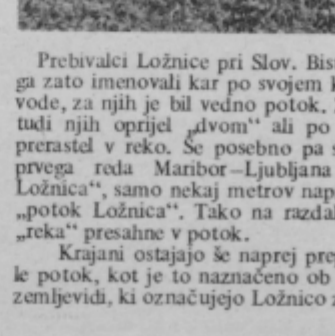 Prebivalci Ložnice pri Slov. Bis
ga zato imenovali kar po svojem
vode, za njih je bil vedno potok.
tudi njih oprijel „dvom“ ali po
prerastel v reko. Še posebno pa
prvega reda Maribor—Ljubljana
Ložnica“, samo nekaj metrov nap
„potok Ložnica“. Tako na razdal
„reka“ presahne v potok.
Krajani ostajajo še naprej pre
le potok, kot je to naznačeno ob
zemljevidi, ki označujejo Ložnico